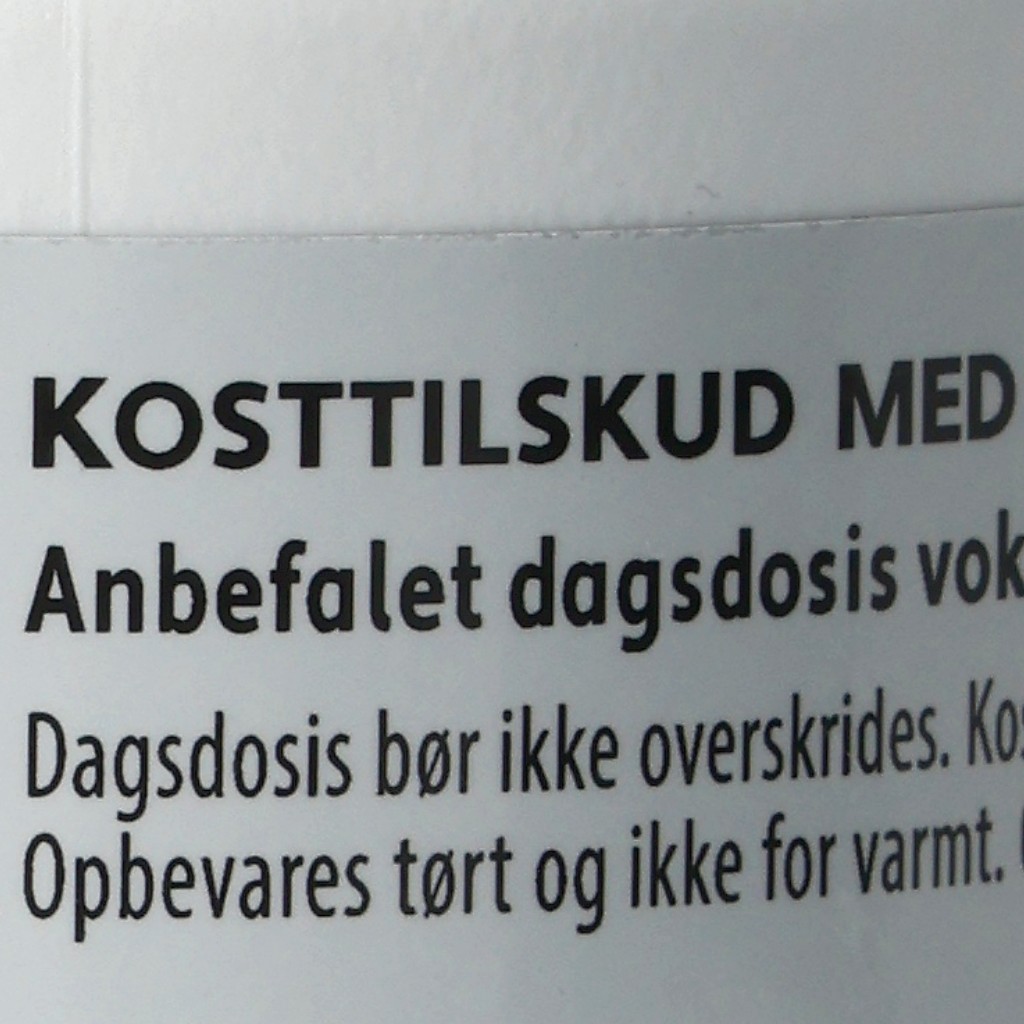 KOSTTILSKUD MED
Anbefalet dagsdosis
Dagsdosis bør ikke overskrides.
Opbevares tørt og ikke for varmt.